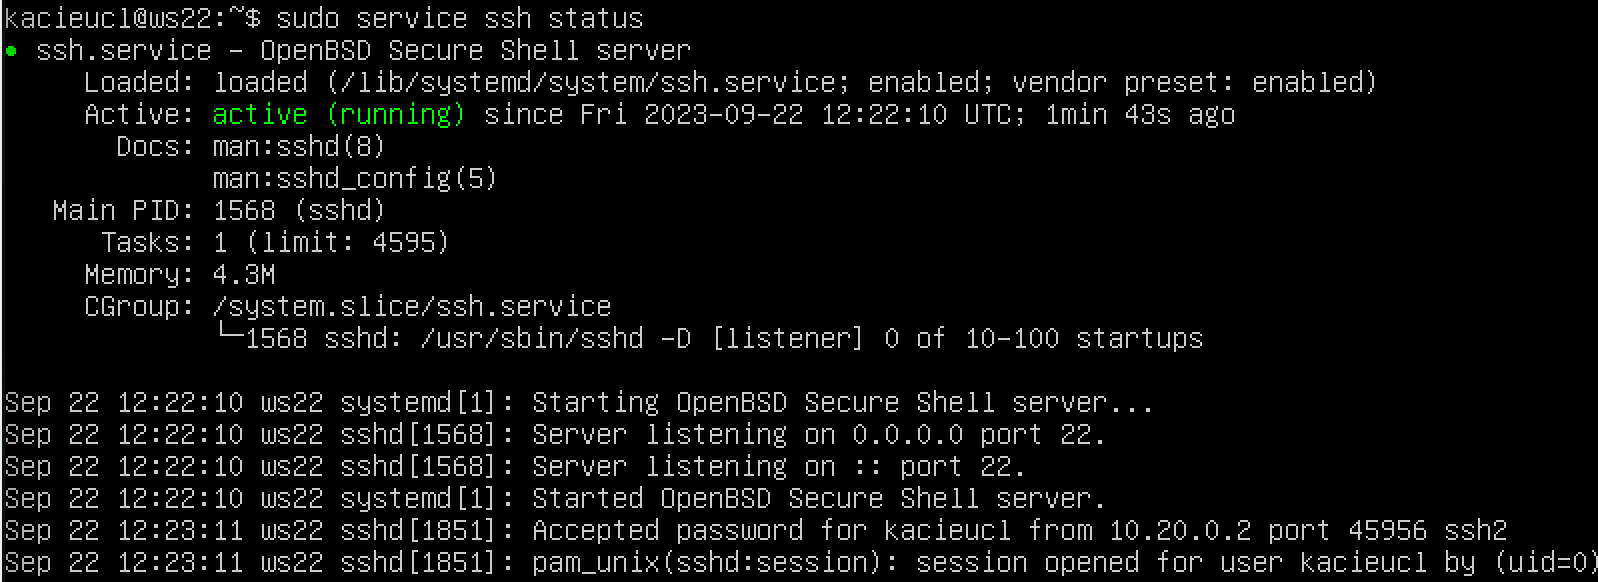 kacieucl@ws22:~$ sudo service ssh status
● ssh.service - OpenBSD Secure Shell server
     Loaded: loaded (/lib/systemd/system/ssh.service; enabled; vendor preset: enabled)
     Active: active (running) since Fri 2023-09-22 12:22:10 UTC; 1min 43s ago
       Docs: man:sshd(8)
             man:sshd_config(5)
   Main PID: 1568 (sshd)
      Tasks: 1 (limit: 4595)
     Memory: 4.3M
     CGroup: /system.slice/ssh.service
             └─1568 sshd: /usr/sbin/sshd -D [listener] 0 of 10-100 startups

Sep 22 12:22:10 ws22 systemd[1]: Starting OpenBSD Secure Shell server...
Sep 22 12:22:10 ws22 sshd[1568]: Server listening on 0.0.0.0 port 22.
Sep 22 12:22:10 ws22 sshd[1568]: Server listening on :: port 22.
Sep 22 12:22:10 ws22 systemd[1]: Started OpenBSD Secure Shell server.
Sep 22 12:23:11 ws22 sshd[1851]: Accepted password for kacieucl from 10.20.0.2 port 45956 ssh2
Sep 22 12:23:11 ws22 sshd[1851]: pam_unix(sshd:session): session opened for user kacieucl by (uid=0)